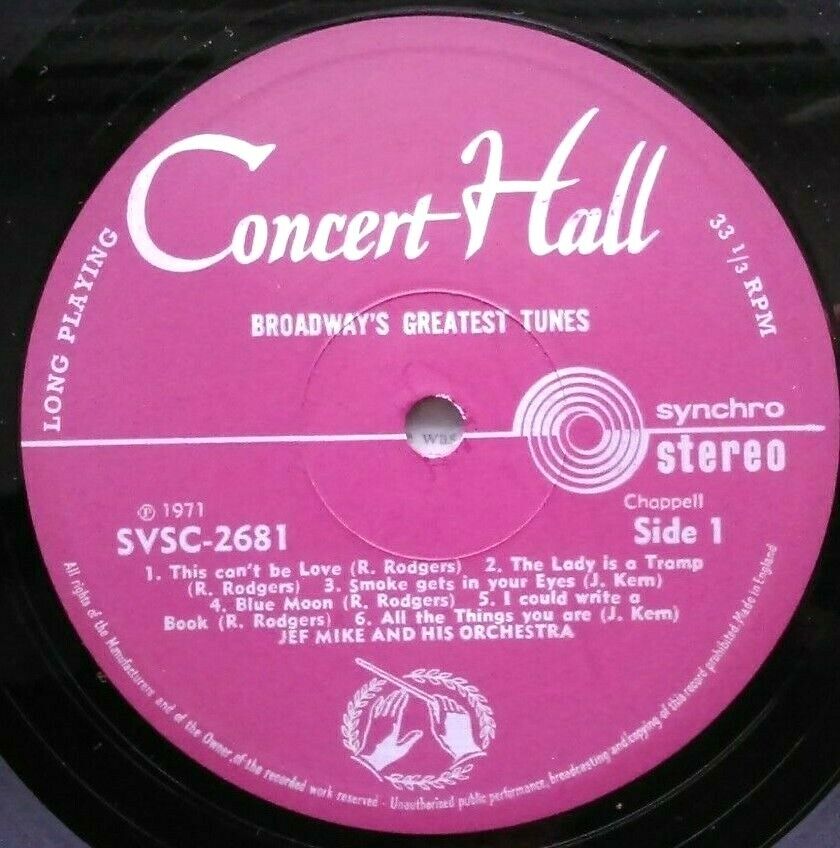 Concert Hall
LONG PLAYING
33 1/3 RPM
BROADWAY'S GREATEST TUNES
was
synchro
stereo
℗ 1971
SVSC-2681
Chappell
Side 1
1. This can't be Love (R. Rodgers) 2. The Lady is a Tramp
(R. Rodgers) 3. Smoke gets in your Eyes (J. Kern)
4. Blue Moon (R. Rodgers) 5. I could write a
Book (R. Rodgers) 6. All the Things you are (J. Kern)
JEF MIKE AND HIS ORCHESTRA
All rights of the Manufacturers and of the Owner of the recorded work reserved - Unauthorised public performance, broadcasting and copying of this record prohibited. Made in England